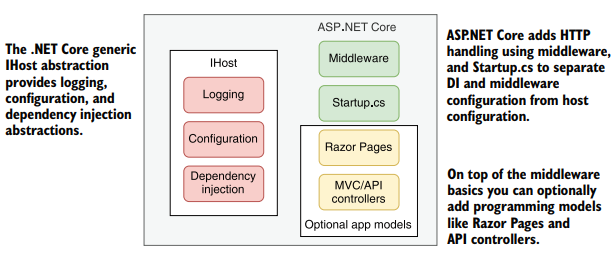 The .NET Core generic
IHost abstraction
provides logging,
configuration, and
dependency injection
abstractions.
ASP.NET Core
IHost
Logging
Configuration
Dependency
injection
Middleware
Startup.cs
Razor Pages
MVC/API
controllers
Optional app models
ASP.NET Core adds HTTP
handling using middleware,
and Startup.cs to separate
DI and middleware
configuration from host
configuration.
On top of the middleware
basics you can optionally
add programming models
like Razor Pages and
API controllers.